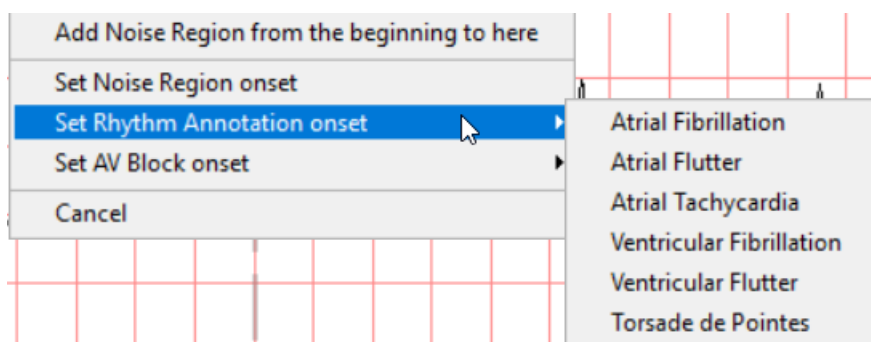 Add Noise Region from the beginning to here
Set Noise Region onset
Set Rhythm Annotation onset
Set AV Block onset
Cancel
Atrial Fibrillation
Atrial Flutter
Atrial Tachycardia
Ventricular Fibrillation
Ventricular Flutter
Torsade de Pointes